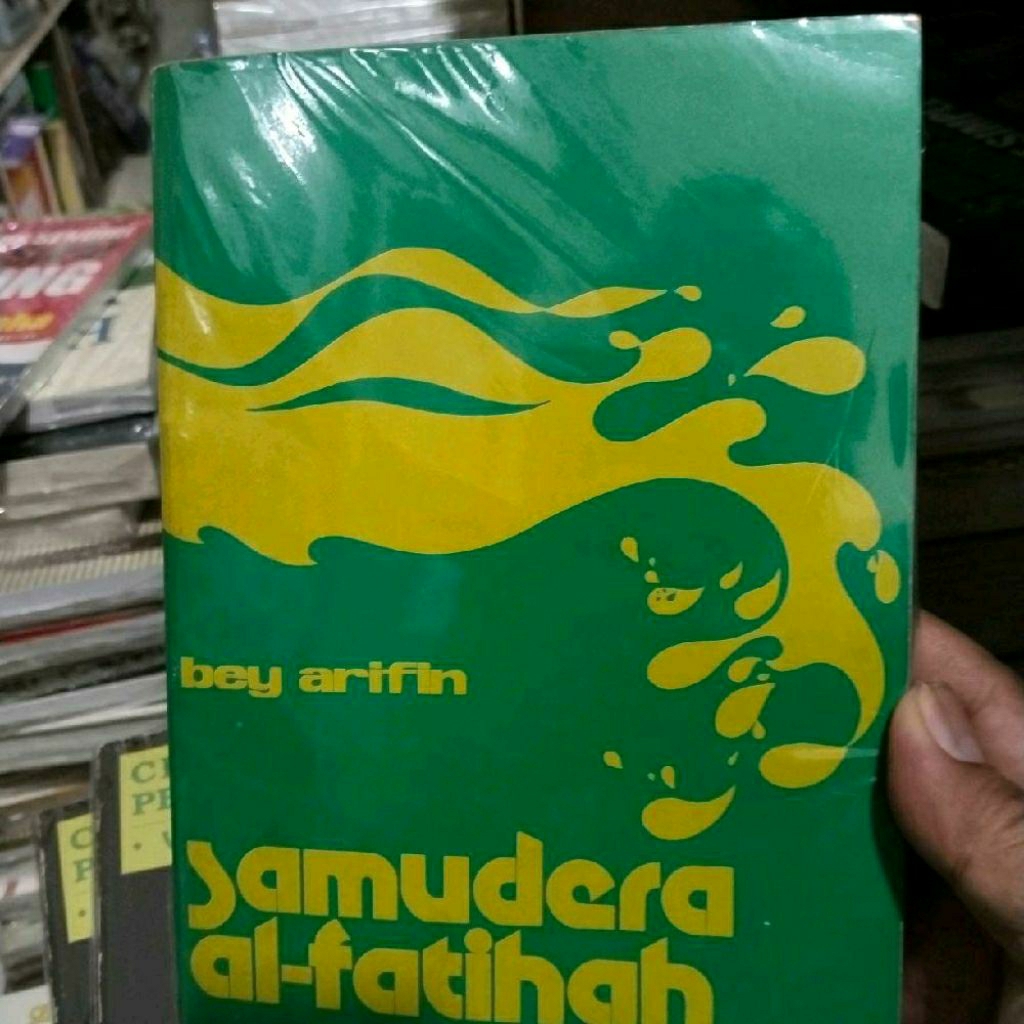 bey arifin
samudera
al-fatihah